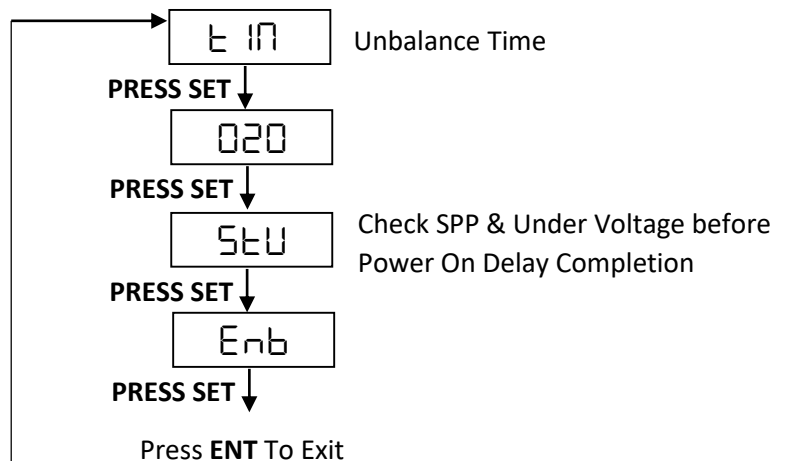 t IN
Unbalance Time
PRESS SET
020
PRESS SET
StU
Check SPP & Under Voltage before
Power On Delay Completion
PRESS SET
Enb
PRESS SET
Press ENT To Exit